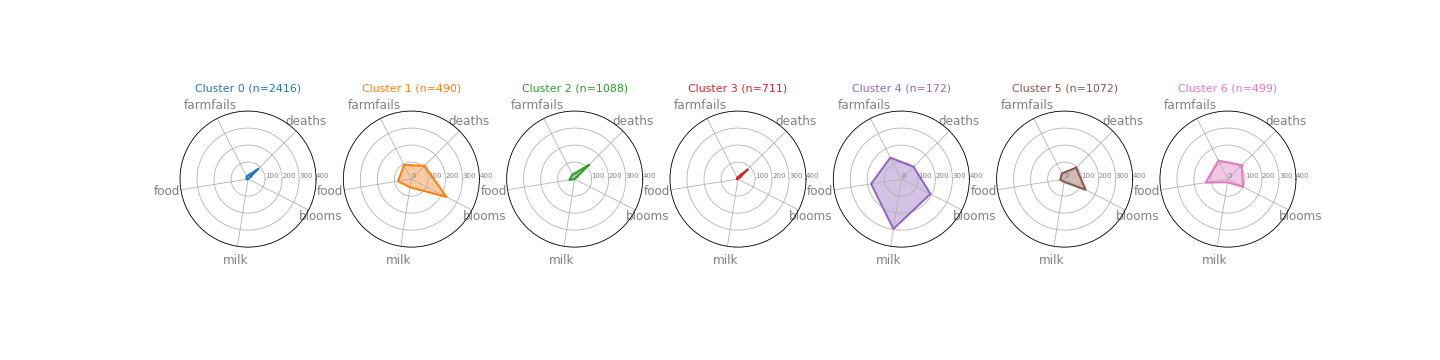 Cluster 0 (n=2416)
farmfails
deaths
food
blooms
milk
0 100 200 300 400
Cluster 1 (n=490)
farmfails
deaths
food
blooms
milk
0 100 200 300 400
Cluster 2 (n=1088)
farmfails
deaths
food
blooms
milk
0 100 200 300 400
Cluster 3 (n=711)
farmfails
deaths
food
blooms
milk
0 100 200 300 400
Cluster 4 (n=172)
farmfails
deaths
food
blooms
milk
0 100 200 300 400
Cluster 5 (n=1072)
farmfails
deaths
food
blooms
milk
0 100 200 300 400
Cluster 6 (n=499)
farmfails
deaths
food
blooms
milk
0 100 200 300 400